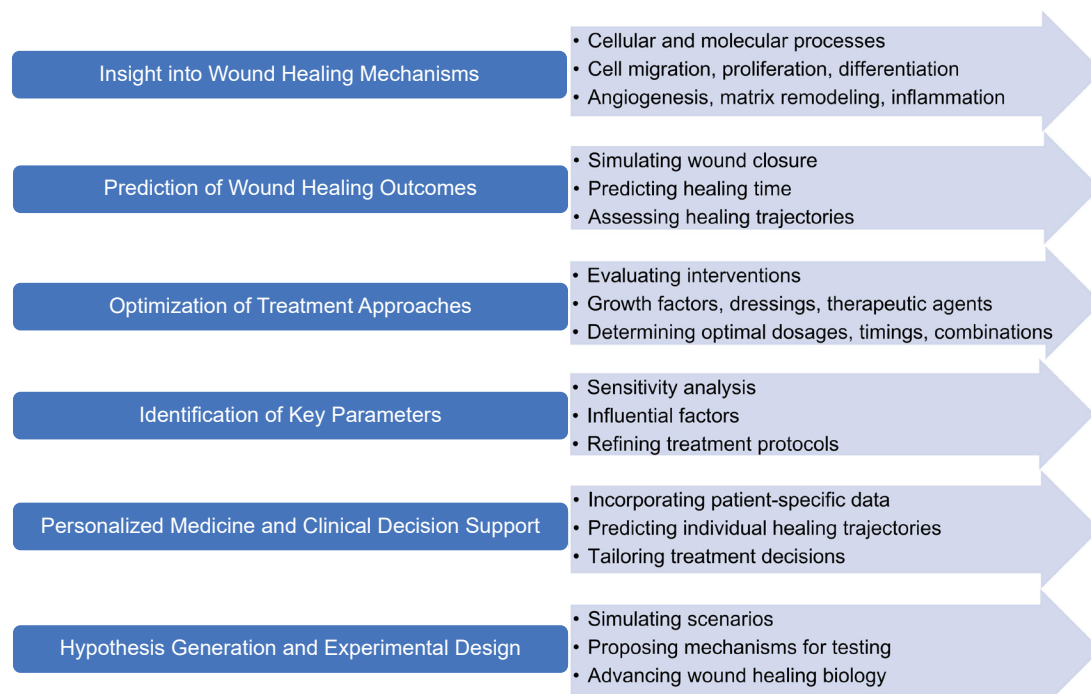 Insight into Wound Healing Mechanisms
• Cellular and molecular processes
• Cell migration, proliferation, differentiation
• Angiogenesis, matrix remodeling, inflammation
Prediction of Wound Healing Outcomes
• Simulating wound closure
• Predicting healing time
• Assessing healing trajectories
Optimization of Treatment Approaches
• Evaluating interventions
• Growth factors, dressings, therapeutic agents
• Determining optimal dosages, timings, combinations
Identification of Key Parameters
• Sensitivity analysis
• Influential factors
• Refining treatment protocols
Personalized Medicine and Clinical Decision Support
• Incorporating patient-specific data
• Predicting individual healing trajectories
• Tailoring treatment decisions
Hypothesis Generation and Experimental Design
• Simulating scenarios
• Proposing mechanisms for testing
• Advancing wound healing biology